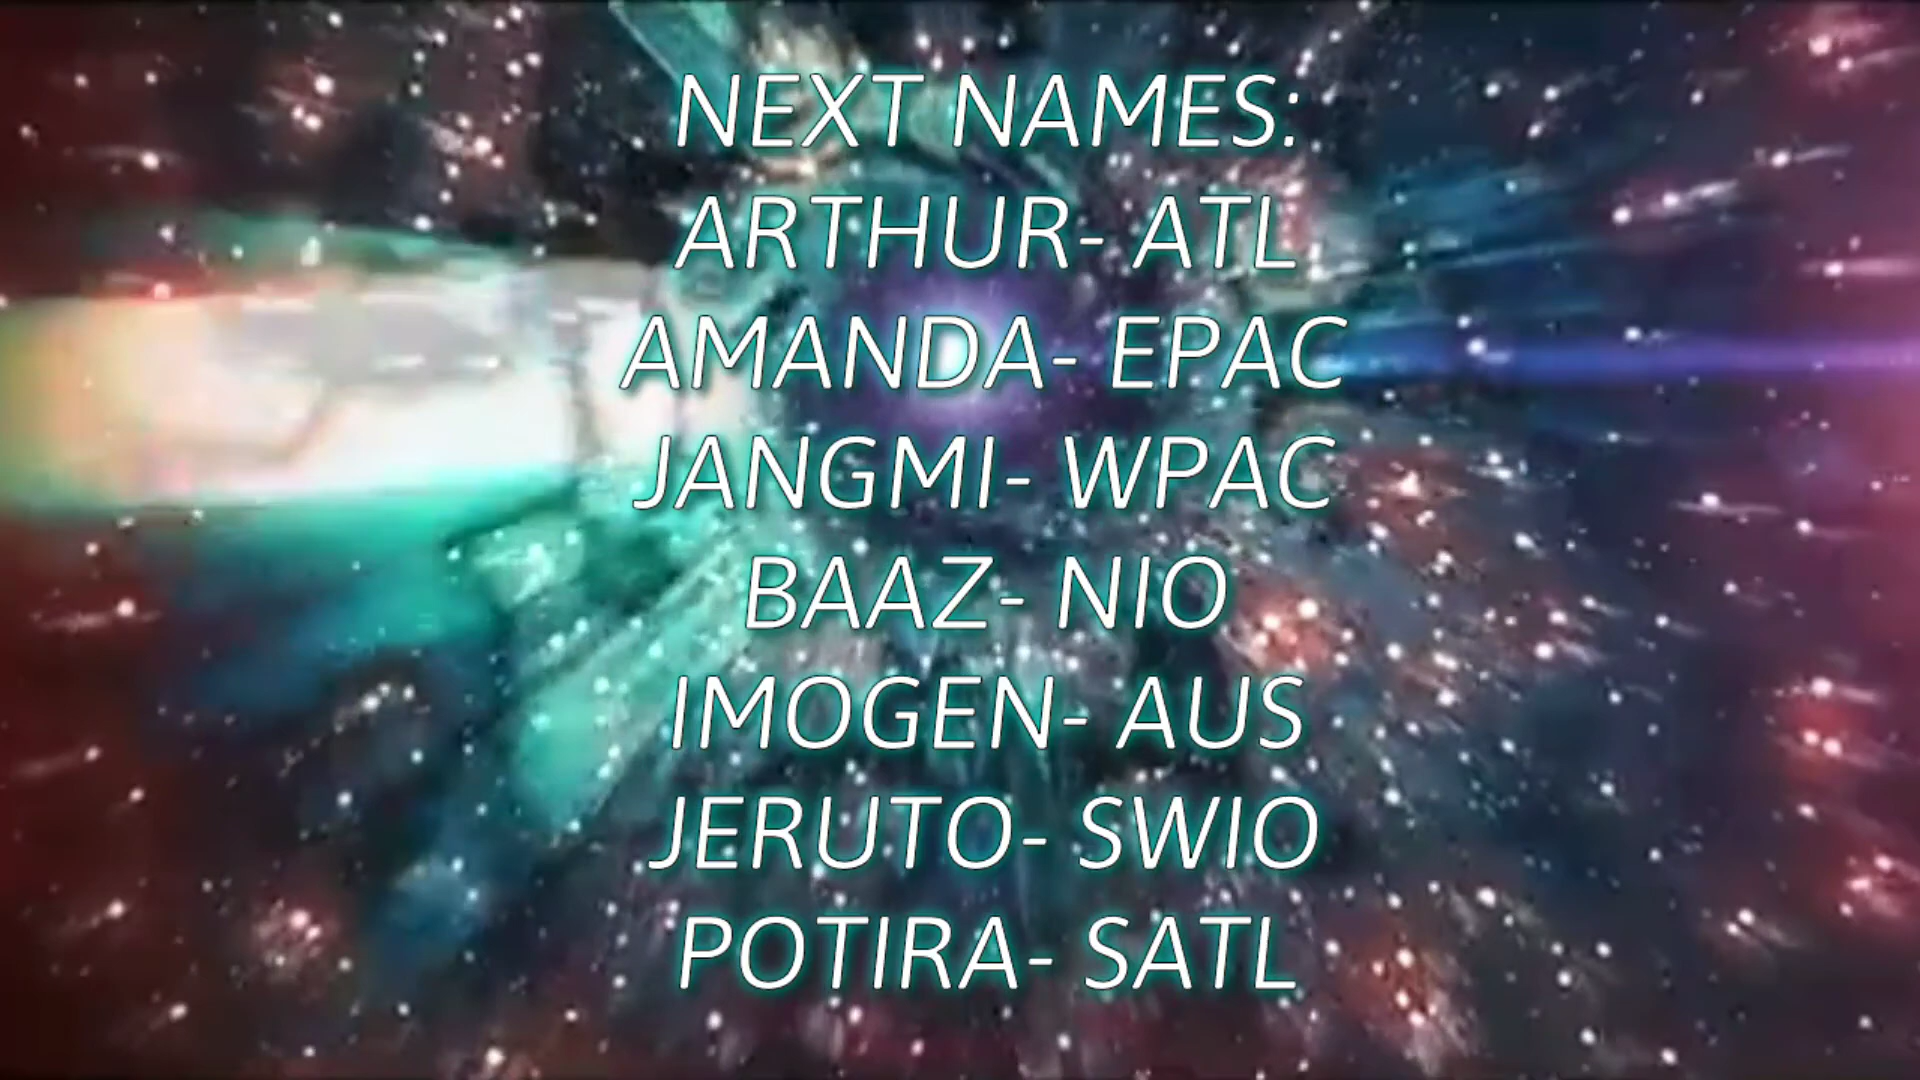 NEXT NAMES:
ARTHUR- ATL
AMANDA- EPAC
JANGMI- WPAC
BAAZ- NIO
IMOGEN- AUS
JERUTO- SWIO
POTIRA- SATL